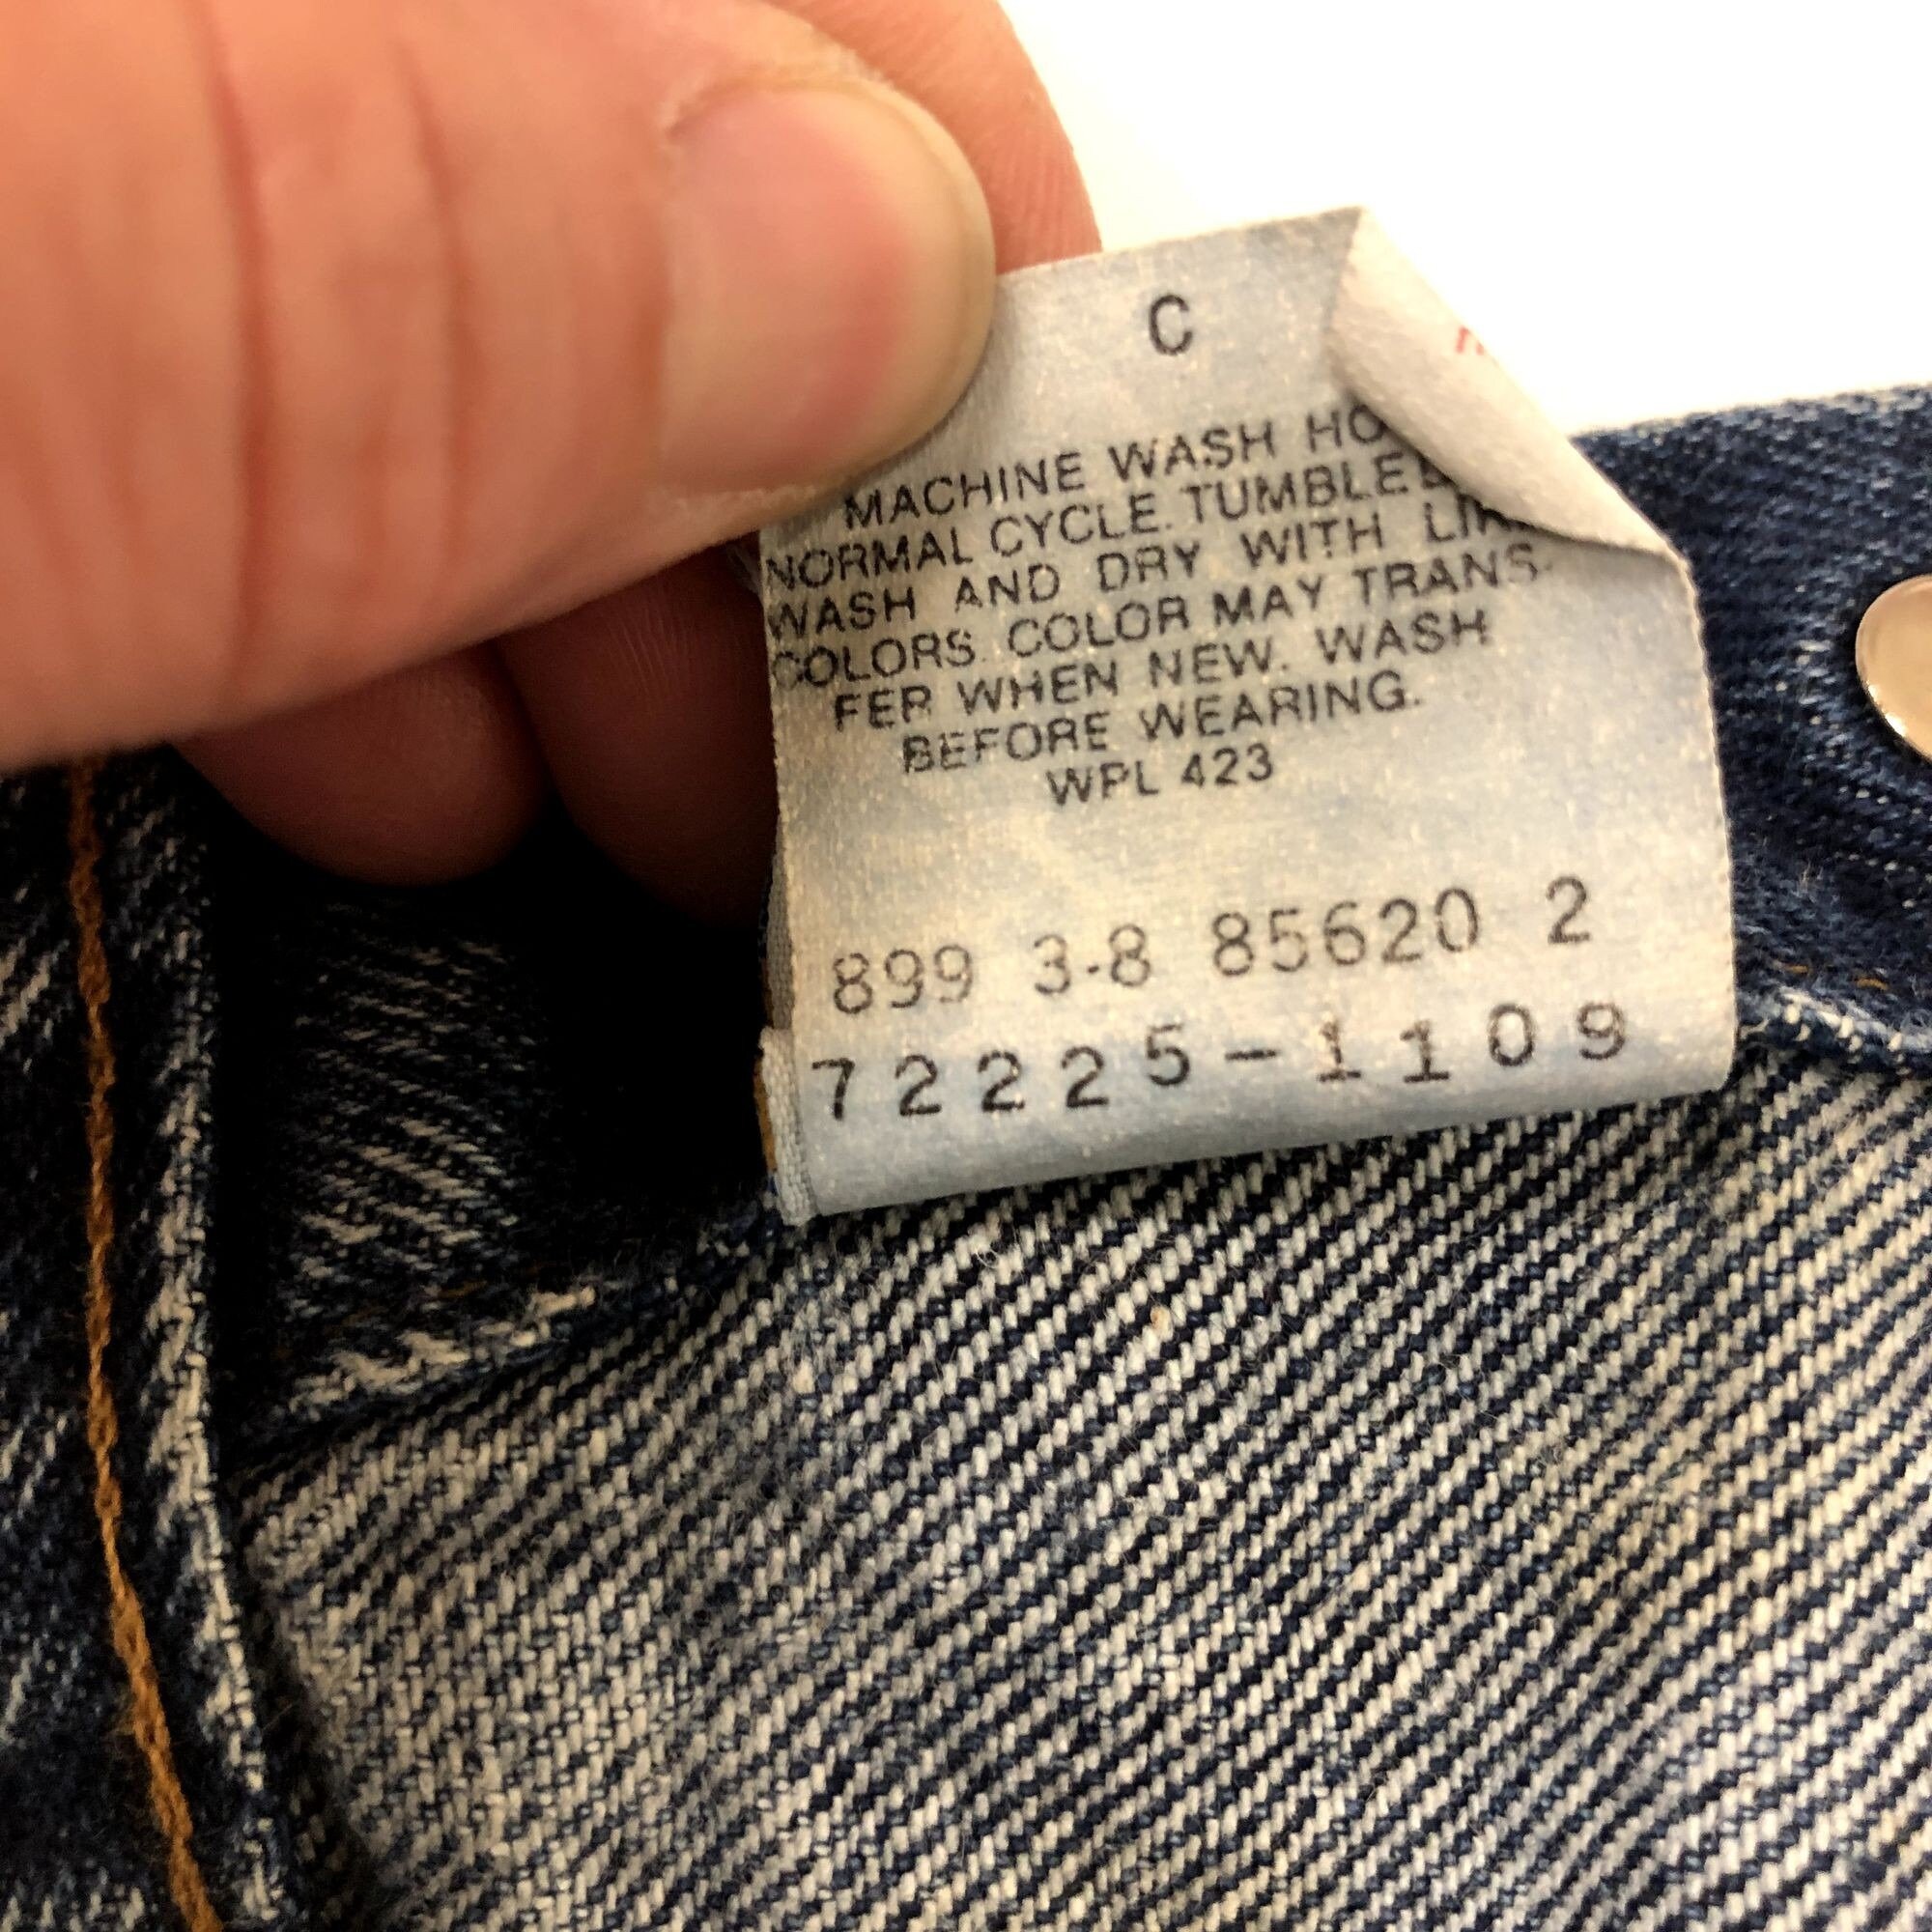 C
MACHINE WASH HO
NORMAL CYCLE. TUMBLE
WASH AND DRY WITH
COLORS. COLOR MAY TRANS-
FER WHEN NEW. WASH
BEFORE WEARING.
WPL 423
899 3-8 85620 2
72225-1109